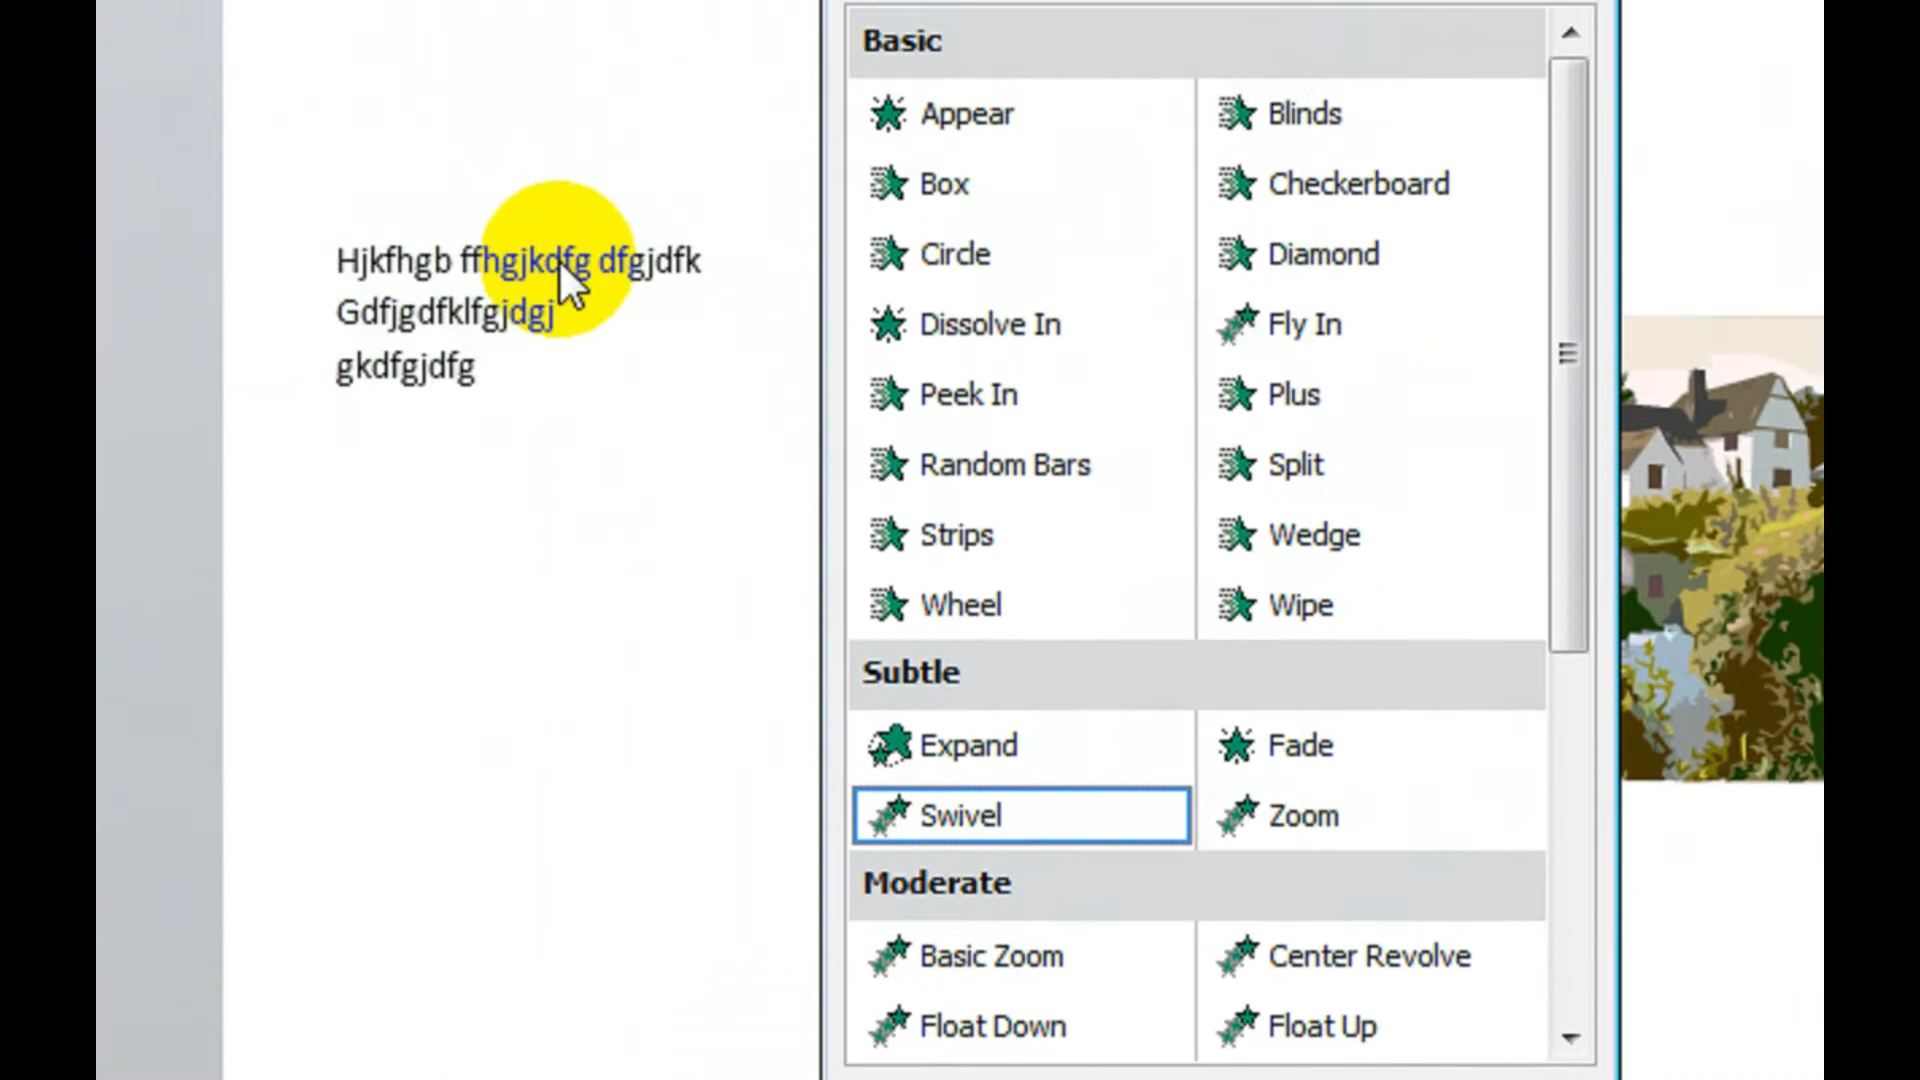 Hjkfhgb ffhgjkdfg dfgjdfk
Gdfjgdfklfgjdgj
gkdfgjdfg
Basic
Appear
Blinds
Box
Checkerboard
Circle
Diamond
Dissolve In
Fly In
Peek In
Plus
Random Bars
Split
Strips
Wedge
Wheel
Wipe
Subtle
Expand
Fade
Swivel
Zoom
Moderate
Basic Zoom
Center Revolve
Float Down
Float Up